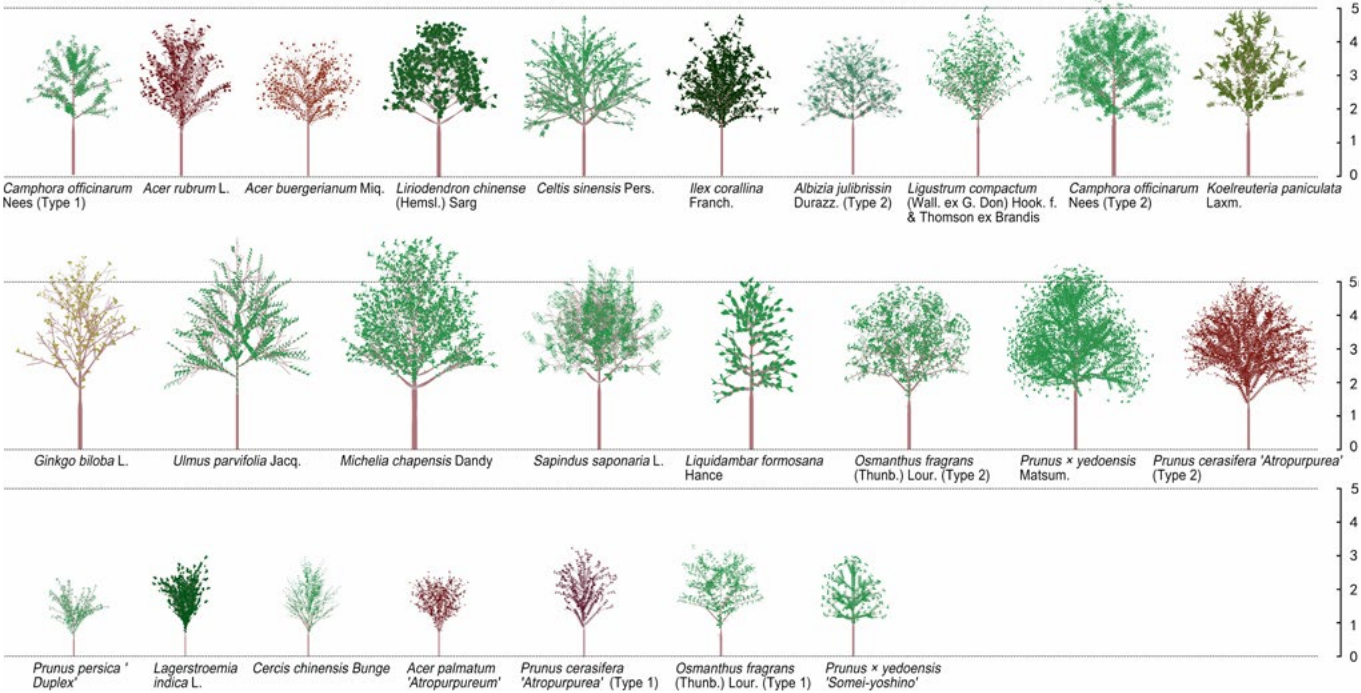 5
4
3
2
1
0
Camphora officinarum
Nees (Type 1)
Acer rubrum L.
Acer buergerianum Miq.
Liriodendron chinense
(Hemsl.) Sarg
Celtis sinensis Pers.
Ilex corallina
Franch.
Albizia julibrissin
Durazz. (Type 2)
Ligustrum compactum
(Wall. ex G. Don) Hook. f.
& Thomson ex Brandis
Camphora officinarum
Nees (Type 2)
Koelreuteria paniculata
Laxm.
5
4
3
2
1
0
Ginkgo biloba L.
Ulmus parvifolia Jacq.
Michelia chapensis Dandy
Sapindus saponaria L.
Liquidambar formosana
Hance
Osmanthus fragrans
(Thunb.) Lour. (Type 2)
Prunus × yedoensis
Matsum.
Prunus cerasifera 'Atropurpurea'
(Type 2)
5
4
3
2
1
0
Prunus persica '
Duplex'
Lagerstroemia
indica L.
Cercis chinensis Bunge
Acer palmatum
'Atropurpureum'
Prunus cerasifera
'Atropurpurea' (Type 1)
Osmanthus fragrans
(Thunb.) Lour. (Type 1)
Prunus × yedoensis
'Somei-yoshino'